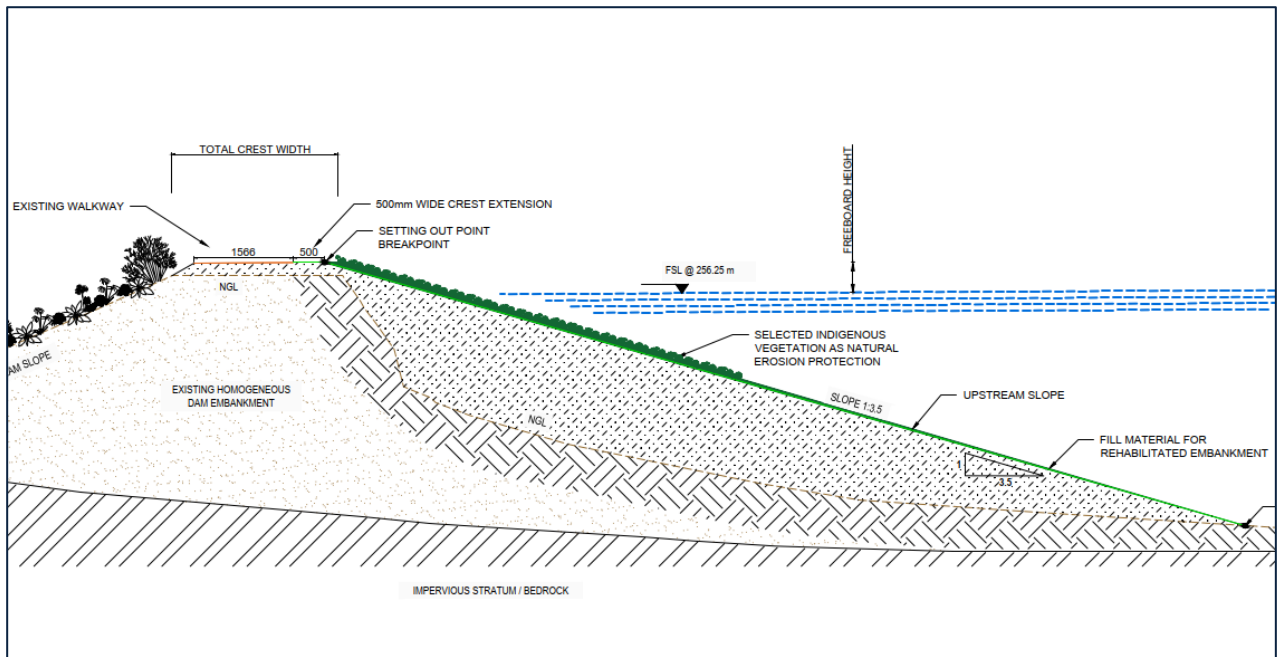 TOTAL CREST WIDTH
FREEBOARD HEIGHT
EXISTING WALKWAY
500mm WIDE CREST EXTENSION
SETTING OUT POINT
BREAKPOINT
1566
500
FSL @ 256.25 m
NGL
SELECTED INDIGENOUS
VEGETATION AS NATURAL
EROSION PROTECTION
AM SLOPE
EXISTING HOMOGENEOUS
DAM EMBANKMENT
SLOPE 1:3.5
UPSTREAM SLOPE
NGL
FILL MATERIAL FOR
REHABILITATED EMBANKMENT
1
3.5
IMPERVIOUS STRATUM / BEDROCK